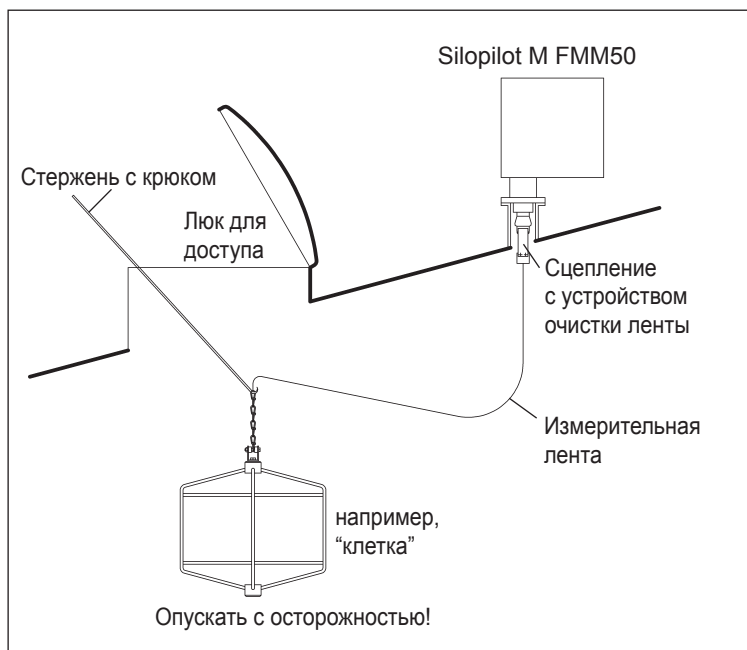 Silopilot M FMM50
Стержень с крюком
Люк для
доступа
Сцепление
с устройством
очистки ленты
Измерительная
лента
например,
“клетка”
Опускать с осторожностью!